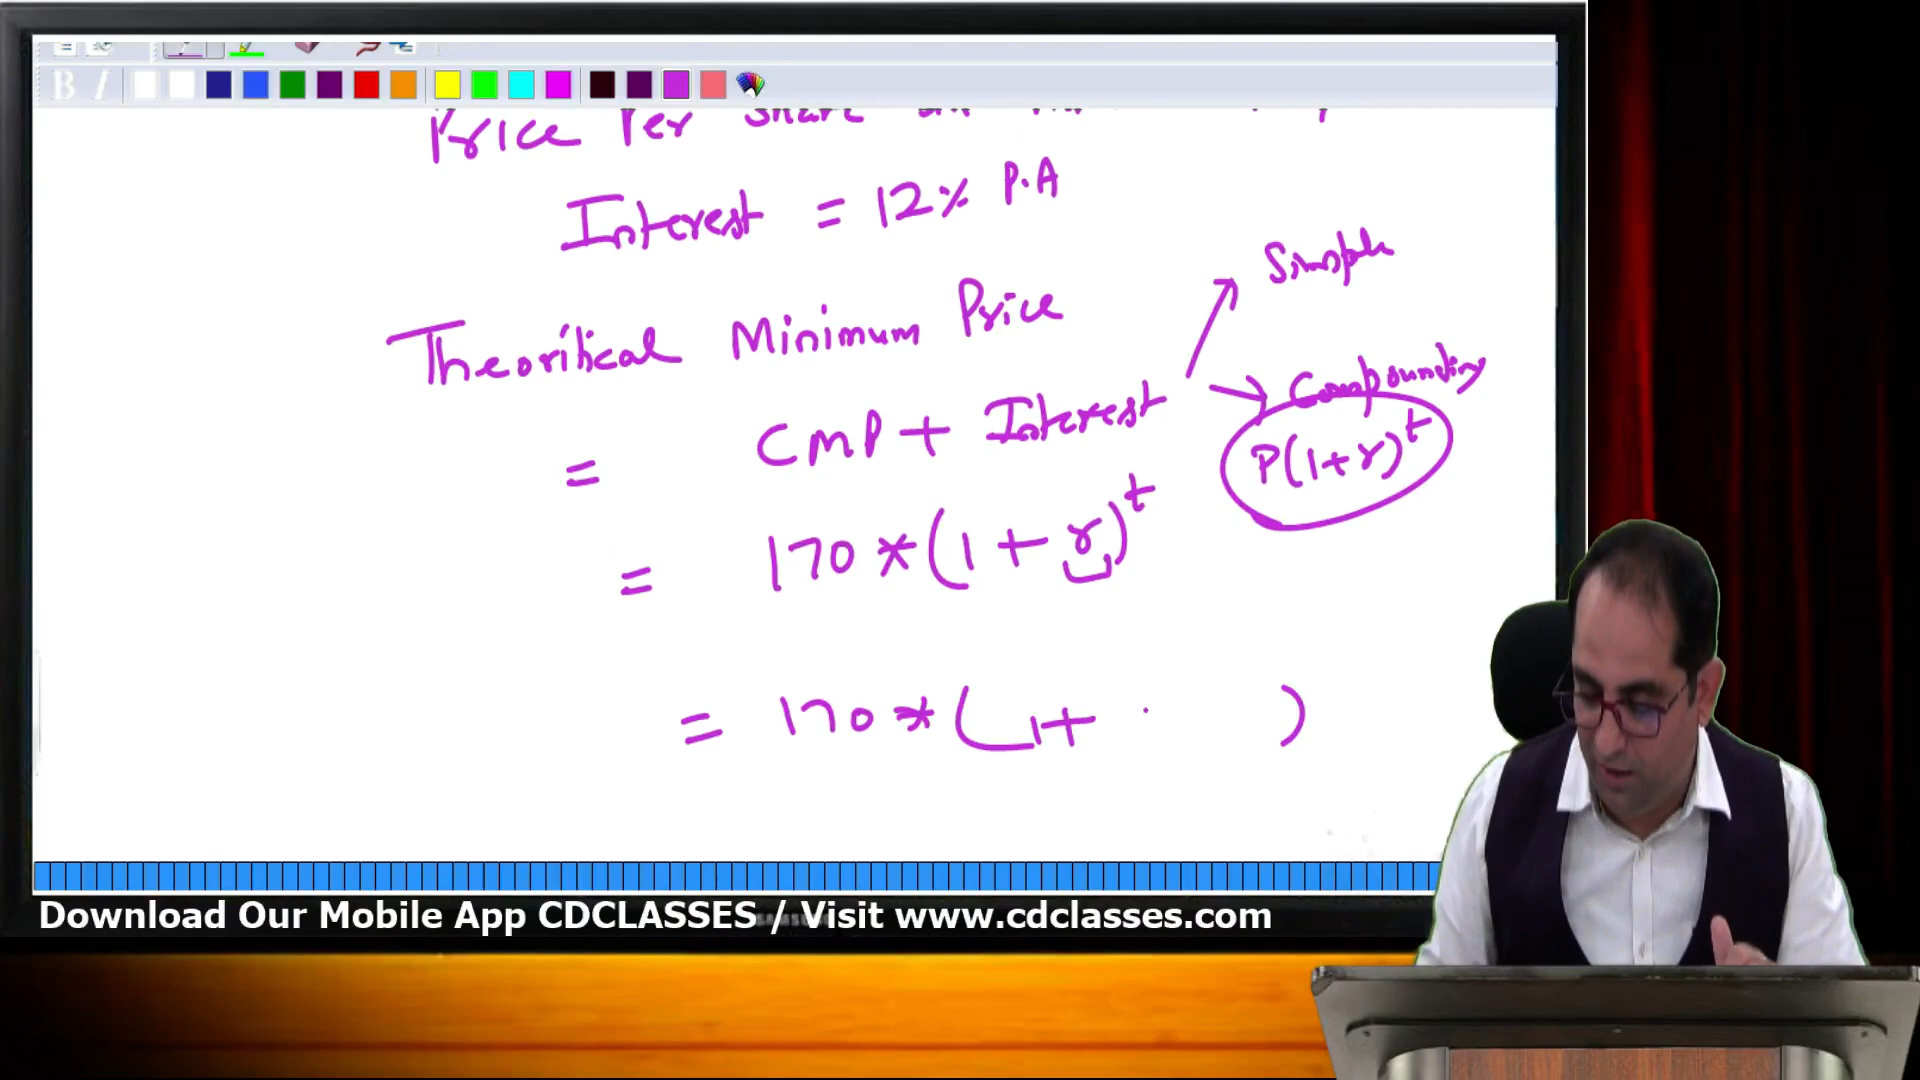 B I
Price Per Share
Interest = 12% P.A
Simple
Theoritical Minimum Price
Compounding
= CMP + Interest
P(1+r)^t
= 170 * (1 + r)^t
= 170 * (1+ )
Download Our Mobile App CDCLASSES / Visit www.cdclasses.com